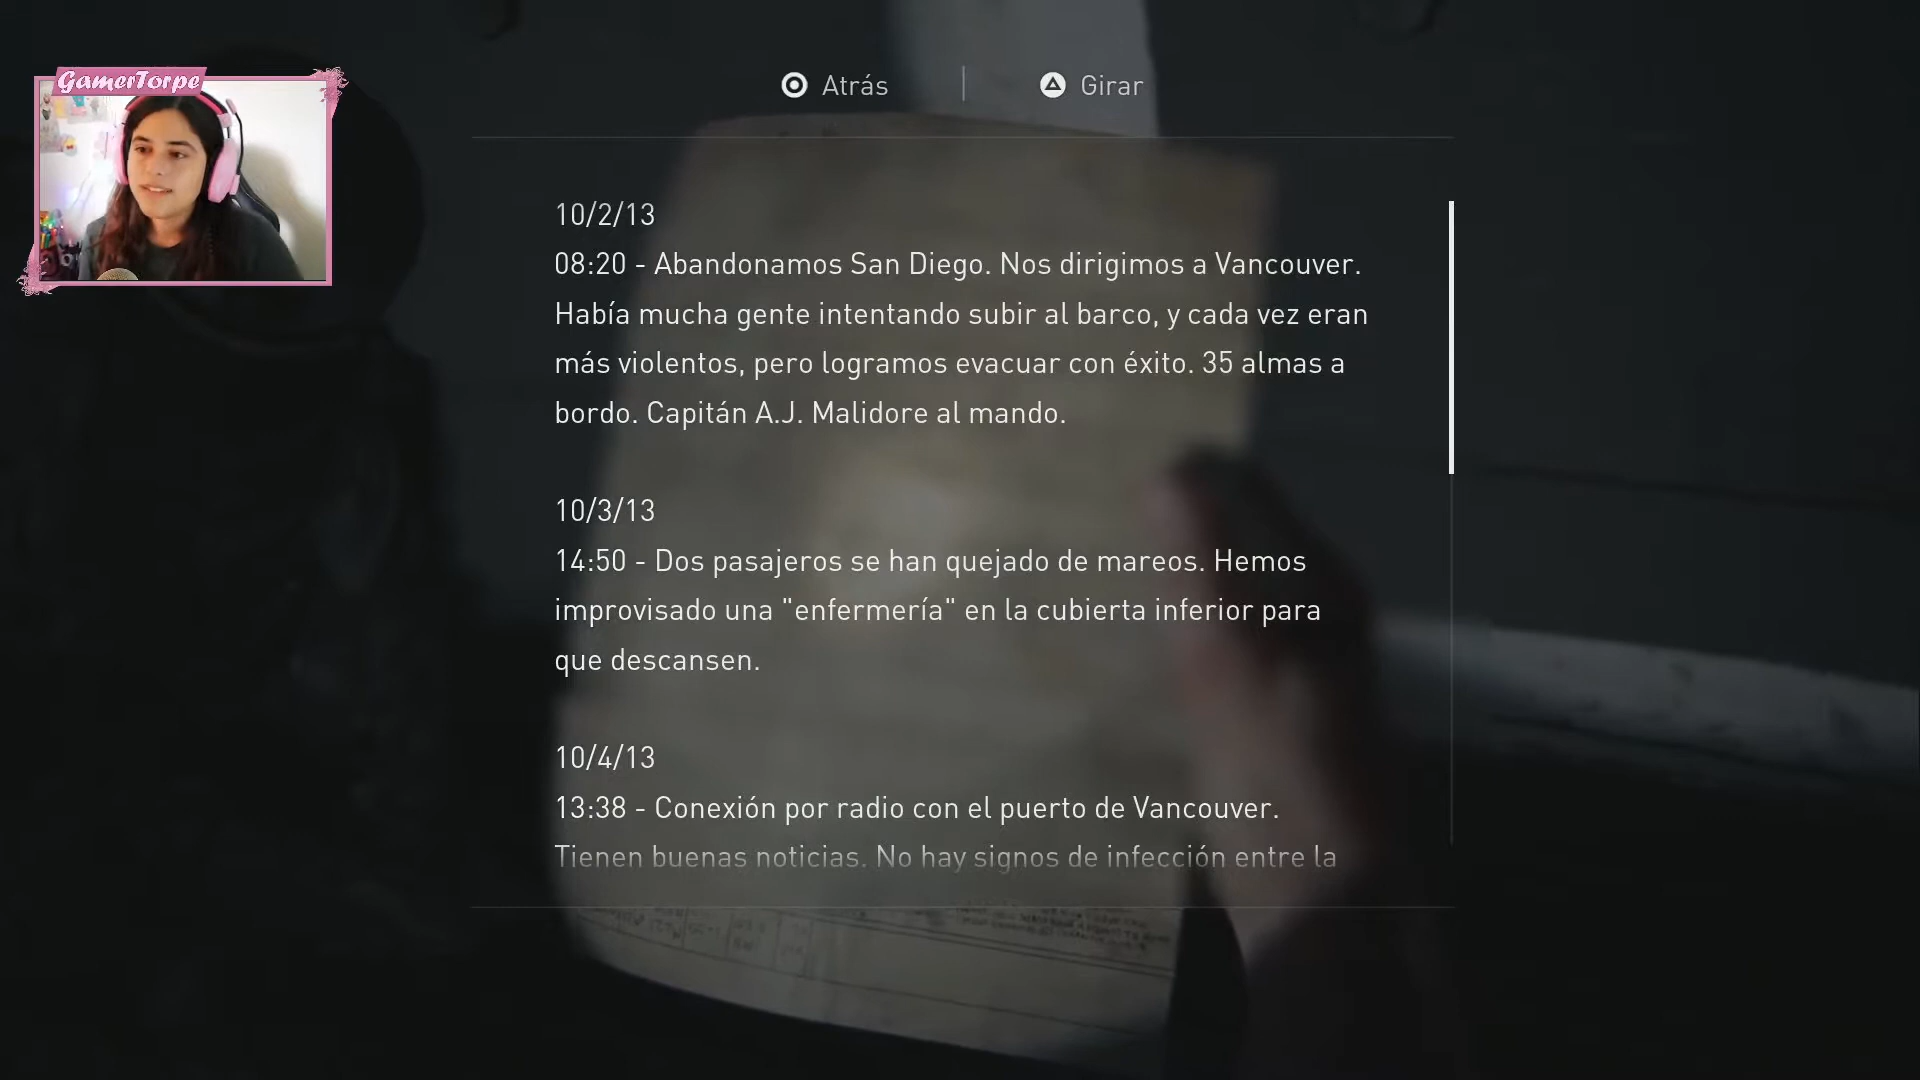 GamerTorpe
Atrás
Girar
10/2/13
08:20 - Abandonamos San Diego. Nos dirigimos a Vancouver.
Había mucha gente intentando subir al barco, y cada vez eran
más violentos, pero logramos evacuar con éxito. 35 almas a
bordo. Capitán A.J. Malidore al mando.
10/3/13
14:50 - Dos pasajeros se han quejado de mareos. Hemos
improvisado una "enfermería" en la cubierta inferior para
que descansen.
10/4/13
13:38 - Conexión por radio con el puerto de Vancouver.
Tienen buenas noticias. No hay signos de infección entre la